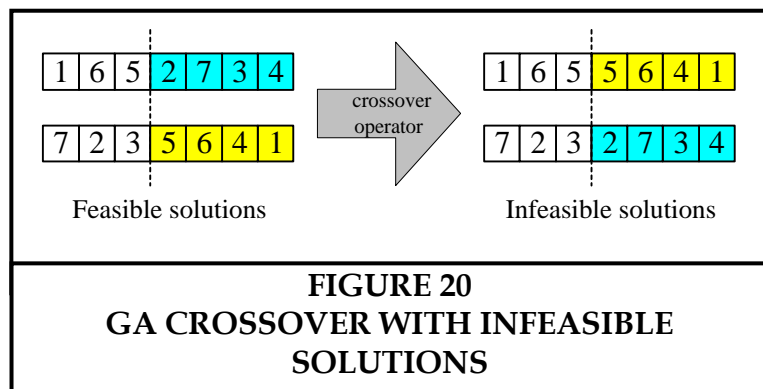 1 6 5 2 7 3 4
7 2 3 5 6 4 1
Feasible solutions
crossover
operator
1 6 5 5 6 4 1
7 2 3 2 7 3 4
Infeasible solutions
FIGURE 20
GA CROSSOVER WITH INFEASIBLE
SOLUTIONS